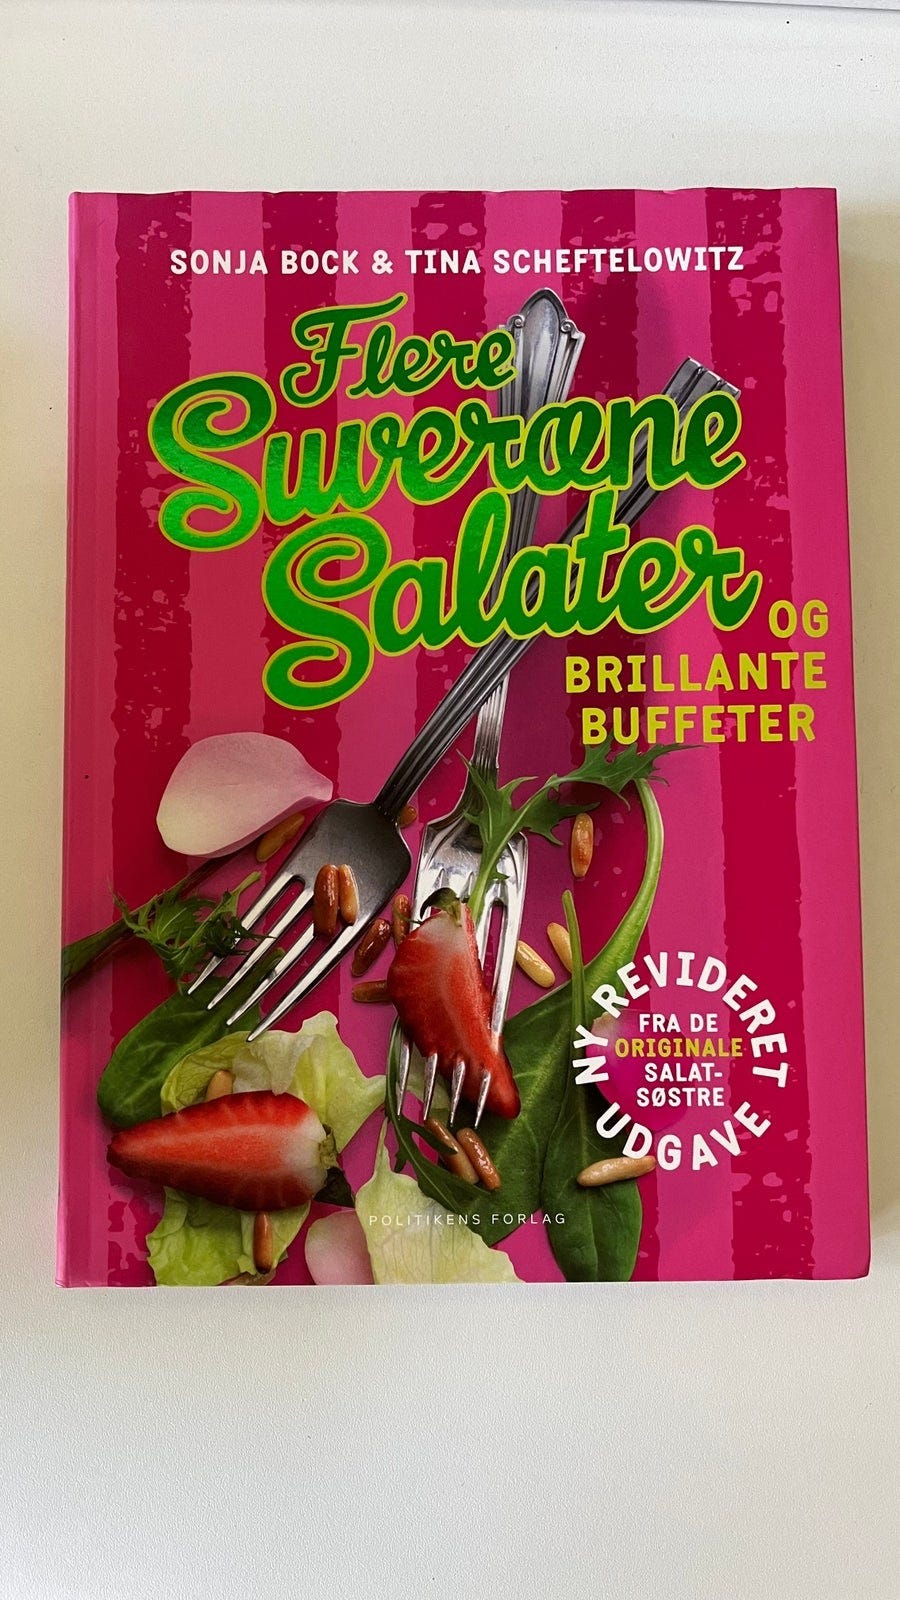 SONJA BOCK & TINA SCHEFTELOWITZ
Flere
Suveræne
Salater
OG
BRILLANTE
BUFFETER
NY REVIDERET
FRA DE
ORIGINALE
SALAT-
SØSTRE
UDGAVE
POLITIKENS FORLAG